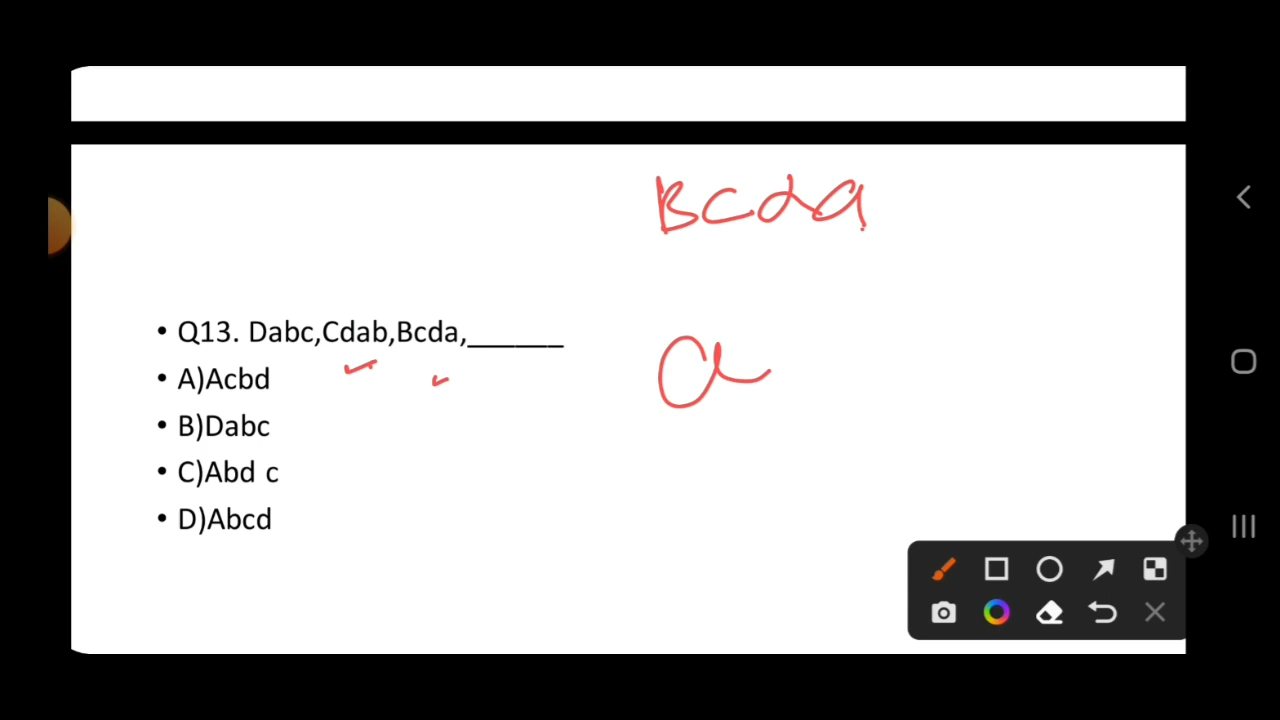 Bcda
• Q13. Dabc,Cdab,Bcda,______
a
• A)Acbd
• B)Dabc
• C)Abd c
• D)Abcd